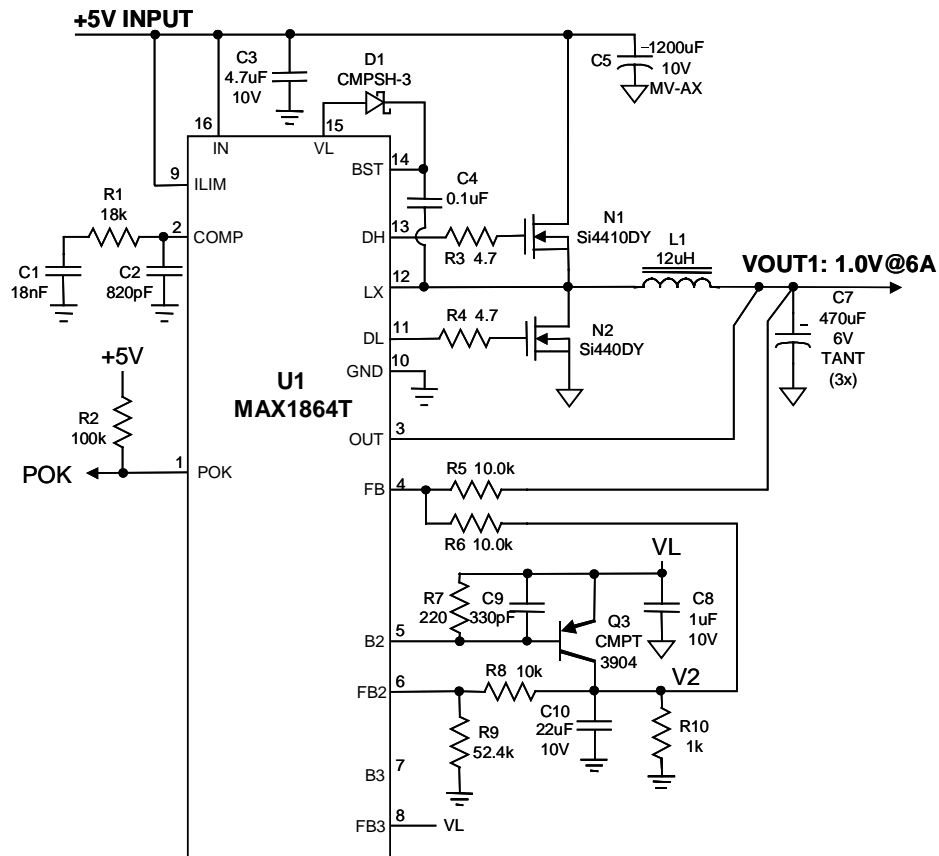 +5V INPUT
C3
4.7uF
10V
D1
CMPSH-3
C5
1200uF
10V
MV-AX
16
IN
15
VL
BST
14
C4
0.1uF
9
ILIM
R1
18k
2
COMP
C1
18nF
C2
820pF
DH
13
R3 4.7
N1
Si4410DY
L1
12uH
VOUT1: 1.0V@6A
LX
12
C7
470uF
6V
TANT
(3x)
DL
11
R4 4.7
N2
Si440DY
GND
10
+5V
U1
MAX1864T
R2
100k
OUT
3
POK
1
POK
FB
4
R5 10.0k
R6 10.0k
VL
R7
220
C9
330pF
Q3
CMPT
3904
C8
1uF
10V
B2
5
FB2
6
R8 10k
V2
R9
52.4k
C10
22uF
10V
R10
1k
B3
7
FB3
8
VL